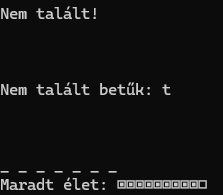 Nem talált!
Nem talált betűk: t
_ _ _ _ _ _ _
Maradt élet: ▣▣▣▣▣▣▣▣▣□